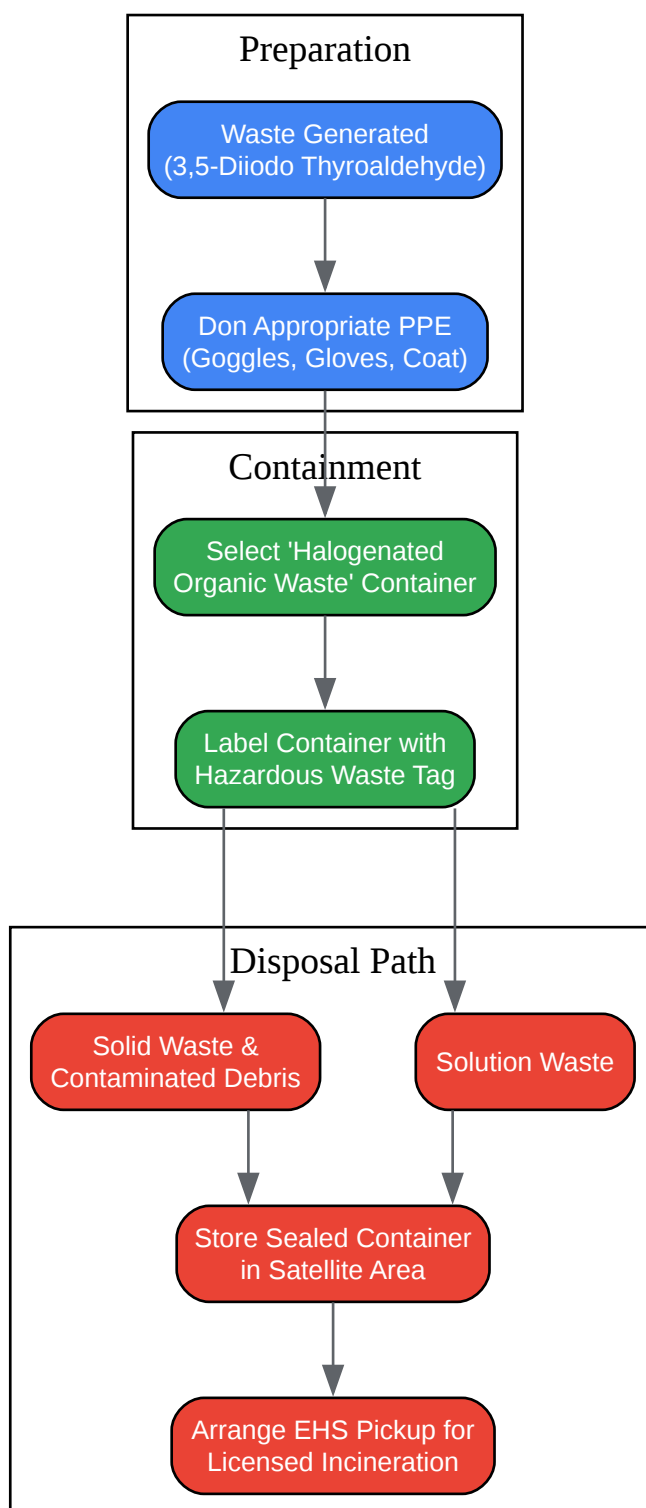 Preparation
Waste Generated
(3,5-Diiodo Thyroaldehyde)
Don Appropriate PPE
(Goggles, Gloves, Coat)
Containment
Select 'Halogenated
Organic Waste' Container
Label Container with
Hazardous Waste Tag
Disposal Path
Solid Waste &
Contaminated Debris
Solution Waste
Store Sealed Container
in Satellite Area
Arrange EHS Pickup for
Licensed Incineration